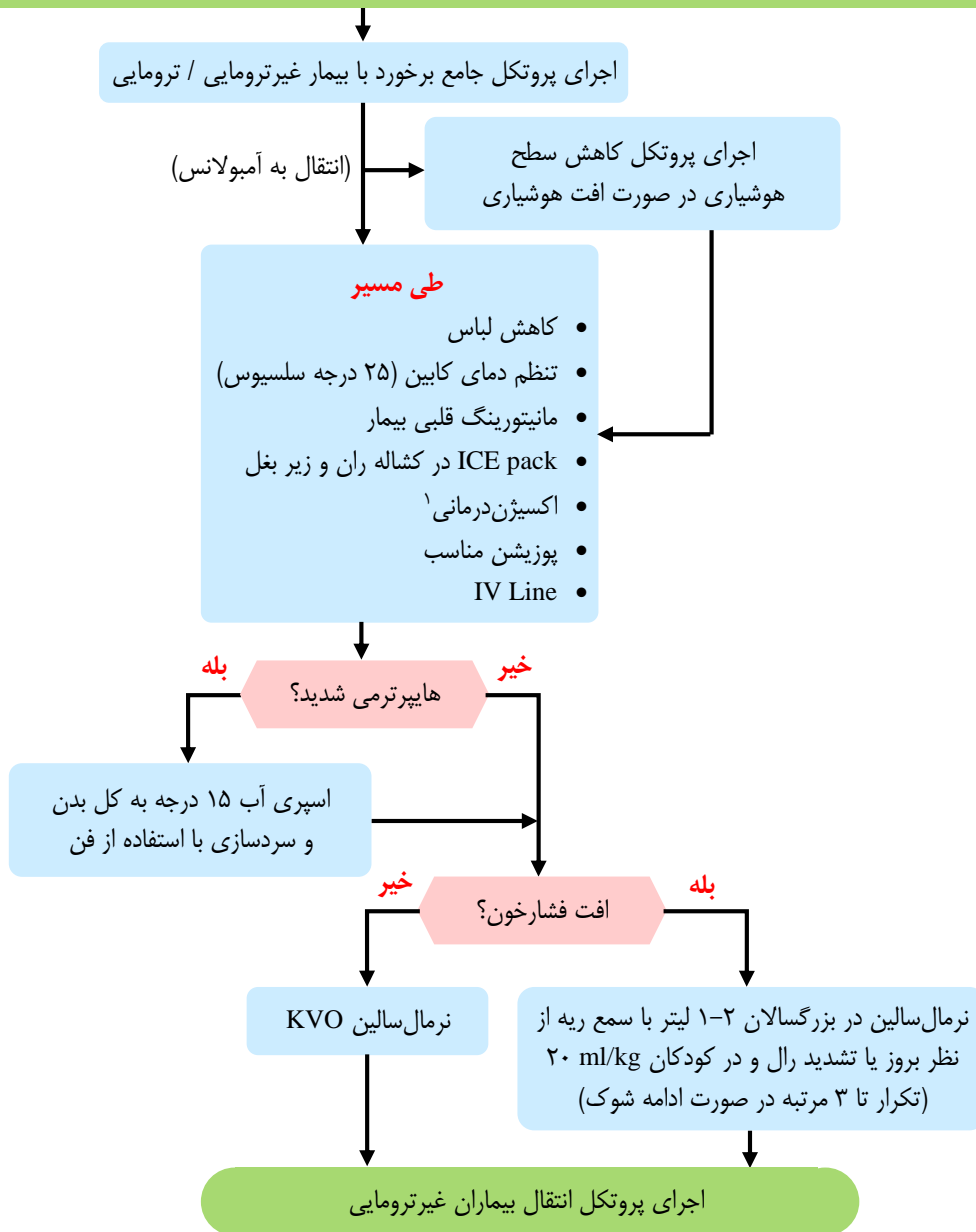 اجرای پروتکل جامع برخورد با بیمار غیرترومایی / ترومایی
(انتقال به آمبولانس)
اجرای پروتکل کاهش سطح
هوشیاری در صورت افت هوشیاری
طی مسیر
• کاهش لباس
• تنظم دمای کابین (۲۵ درجه سلسیوس)
• مانیتورینگ قلبی بیمار
• ICE pack در کشاله ران و زیر بغل
• اکسیژن‌درمانی۱
• پوزیشن مناسب
• IV Line
خیر
بله
هایپرترمی شدید؟
اسپری آب ۱۵ درجه به کل بدن
و سردسازی با استفاده از فن
بله
خیر
افت فشارخون؟
نرمال‌سالین در بزرگسالان ۲-۱ لیتر با سمع ریه از
نظر بروز یا تشدید رال و در کودکان ۲۰ ml/kg
(تکرار تا ۳ مرتبه در صورت ادامه شوک)
نرمال‌سالین KVO
اجرای پروتکل انتقال بیماران غیرترومایی